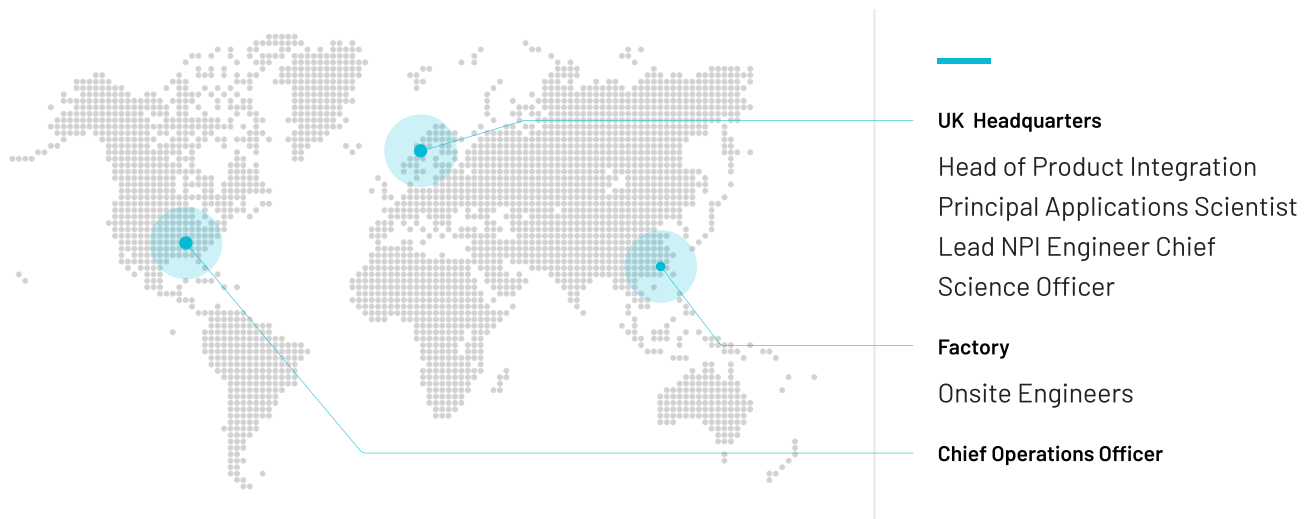 UK Headquarters
Head of Product Integration
Principal Applications Scientist
Lead NPI Engineer Chief
Science Officer
Factory
Onsite Engineers
Chief Operations Officer